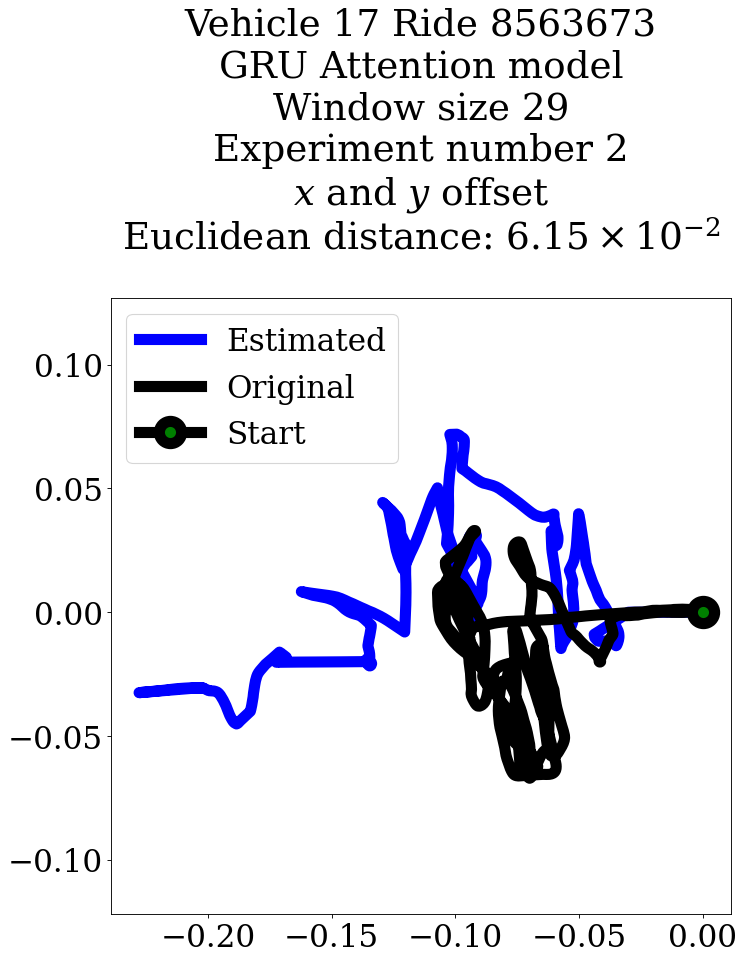 Vehicle 17 Ride 8563673
GRU Attention model
Window size 29
Experiment number 2
x and y offset
Euclidean distance: 6.15 × 10⁻²
Estimated
Original
Start
0.10
0.05
0.00
−0.05
−0.10
−0.20 −0.15 −0.10 −0.05 0.00